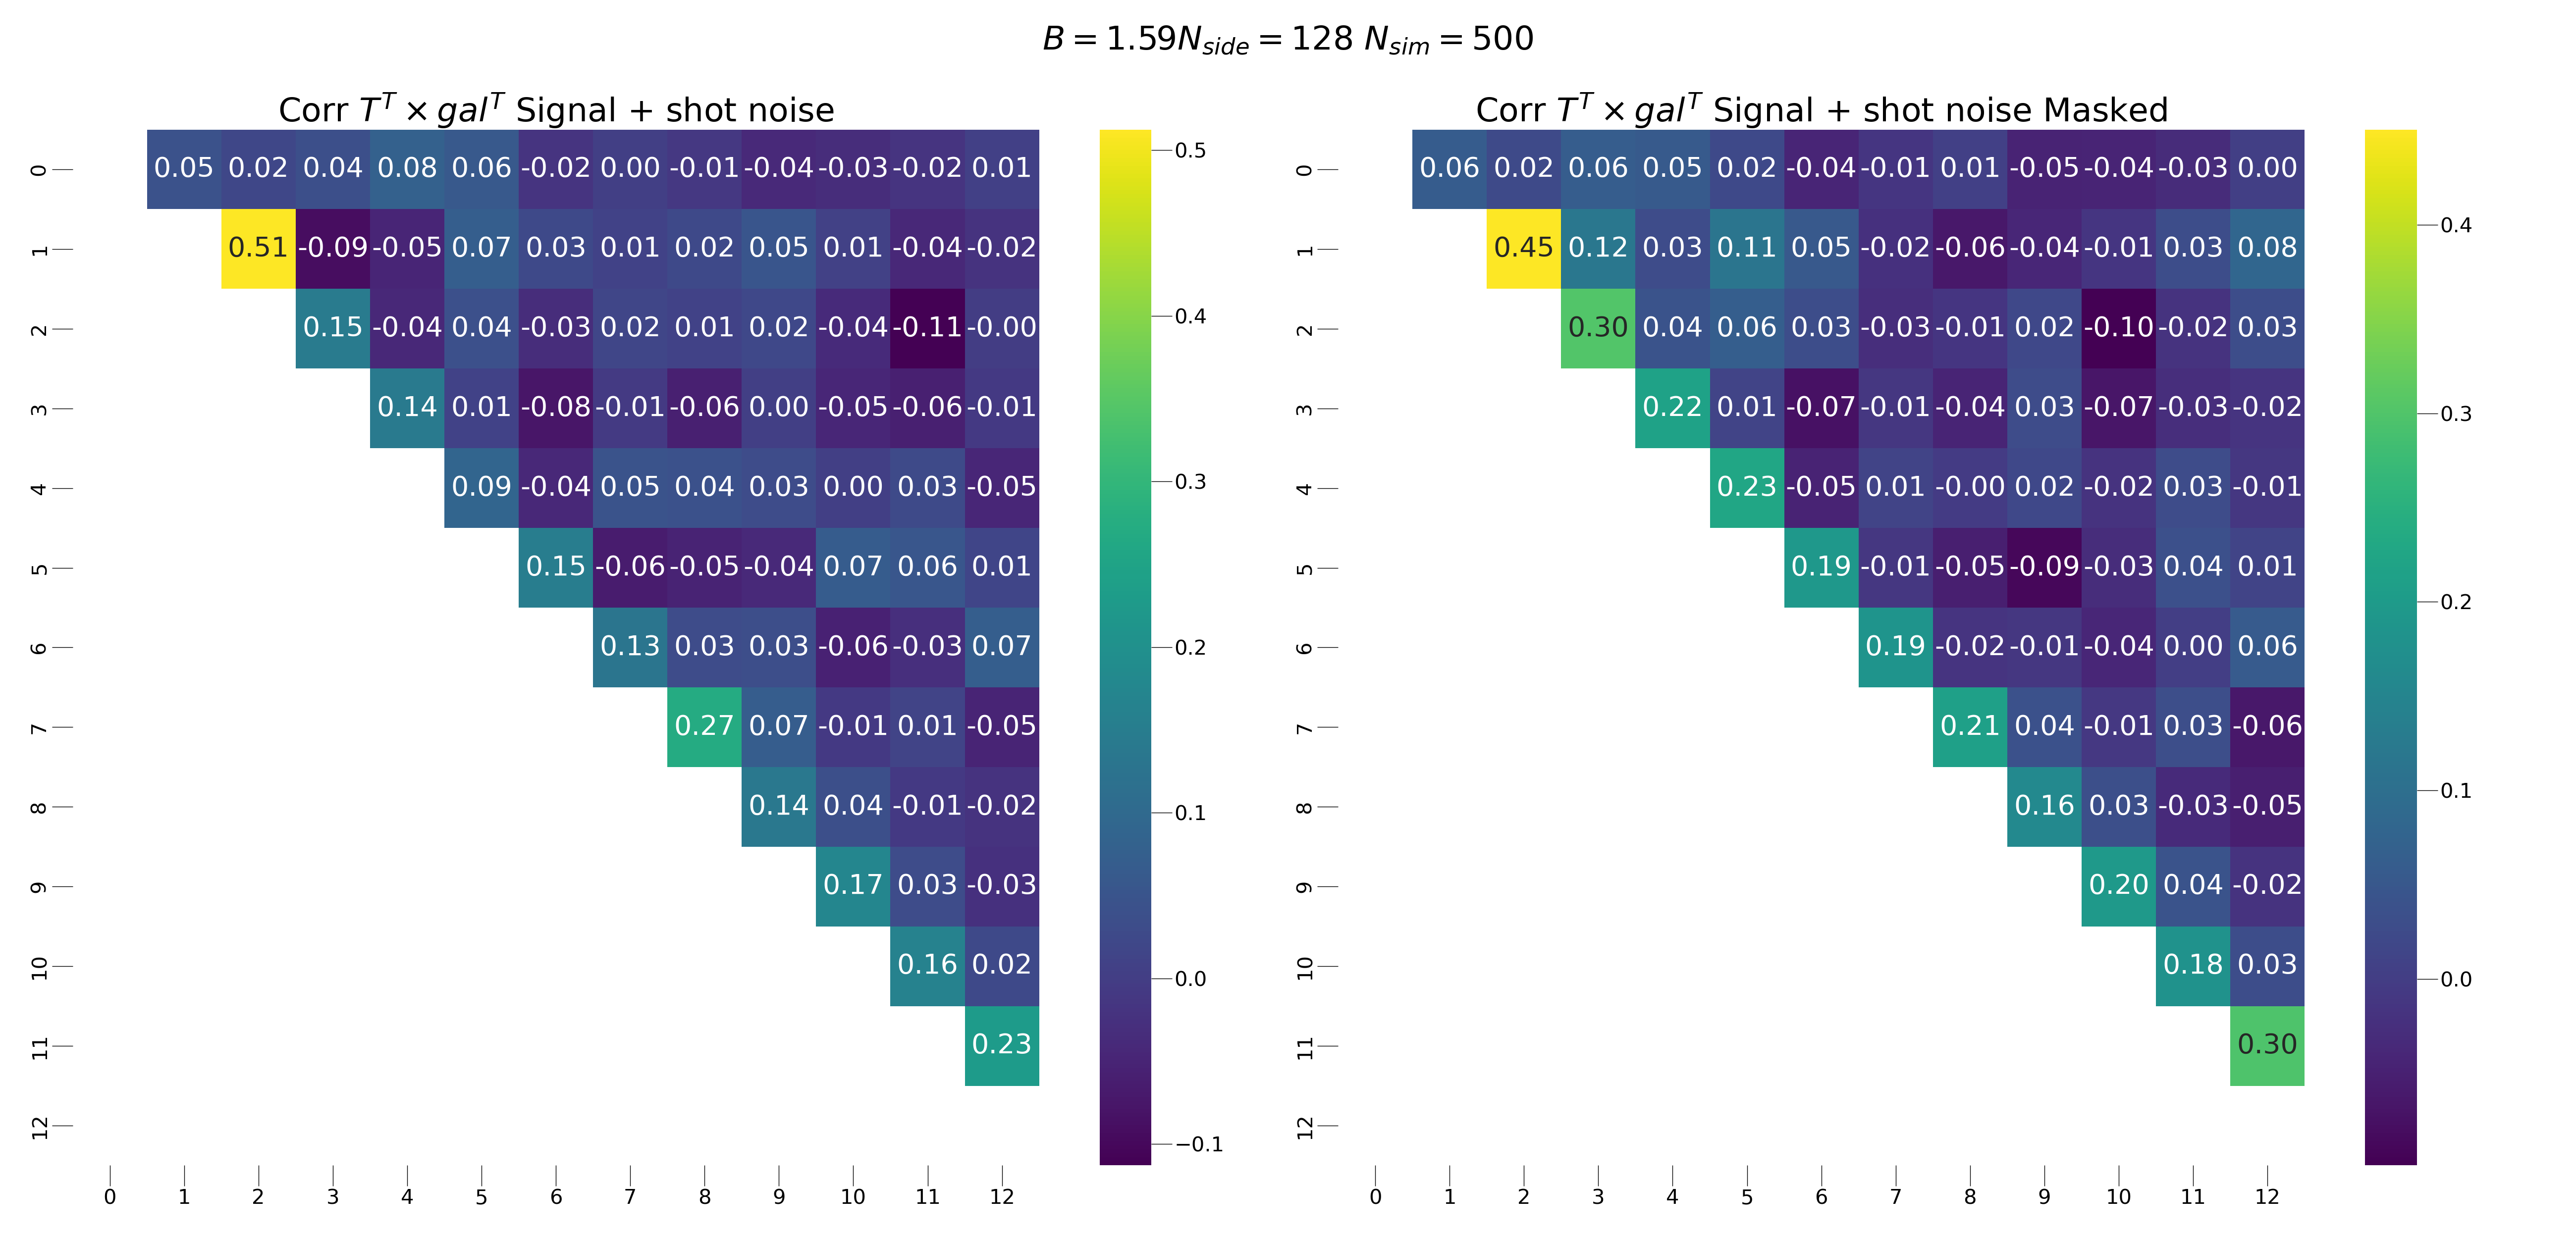 B = 1.59N_side = 128 N_sim = 500
Corr T^T × gal^T Signal + shot noise
0 0.05 0.02 0.04 0.08 0.06 -0.02 0.00 -0.01 -0.04 -0.03 -0.02 0.01
1 0.51 -0.09 -0.05 0.07 0.03 0.01 0.02 0.05 0.01 -0.04 -0.02
2 0.15 -0.04 0.04 -0.03 0.02 0.01 0.02 -0.04 -0.11 -0.00
3 0.14 0.01 -0.08 -0.01 -0.06 0.00 -0.05 -0.06 -0.01
4 0.09 -0.04 0.05 0.04 0.03 0.00 0.03 -0.05
5 0.15 -0.06 -0.05 -0.04 0.07 0.06 0.01
6 0.13 0.03 0.03 -0.06 -0.03 0.07
7 0.27 0.07 -0.01 0.01 -0.05
8 0.14 0.04 -0.01 -0.02
9 0.17 0.03 -0.03
10 0.16 0.02
11 0.23
12
0 1 2 3 4 5 6 7 8 9 10 11 12
0.5
0.4
0.3
0.2
0.1
0.0
−0.1
Corr T^T × gal^T Signal + shot noise Masked
0 0.06 0.02 0.06 0.05 0.02 -0.04 -0.01 0.01 -0.05 -0.04 -0.03 0.00
1 0.45 0.12 0.03 0.11 0.05 -0.02 -0.06 -0.04 -0.01 0.03 0.08
2 0.30 0.04 0.06 0.03 -0.03 -0.01 0.02 -0.10 -0.02 0.03
3 0.22 0.01 -0.07 -0.01 -0.04 0.03 -0.07 -0.03 -0.02
4 0.23 -0.05 0.01 -0.00 0.02 -0.02 0.03 -0.01
5 0.19 -0.01 -0.05 -0.09 -0.03 0.04 0.01
6 0.19 -0.02 -0.01 -0.04 0.00 0.06
7 0.21 0.04 -0.01 0.03 -0.06
8 0.16 0.03 -0.03 -0.05
9 0.20 0.04 -0.02
10 0.18 0.03
11 0.30
12
0 1 2 3 4 5 6 7 8 9 10 11 12
0.4
0.3
0.2
0.1
0.0